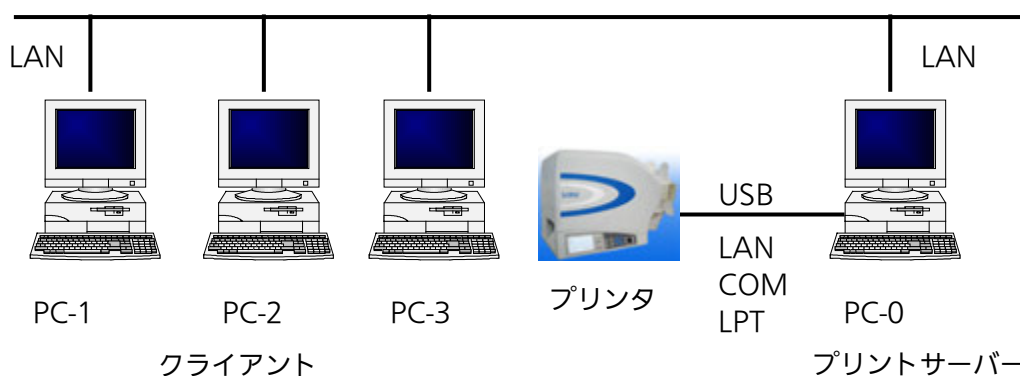 LAN
LAN
USB
LAN
COM
LPT
プリンタ
PC-1
PC-2
PC-3
PC-0
クライアント
プリントサーバー